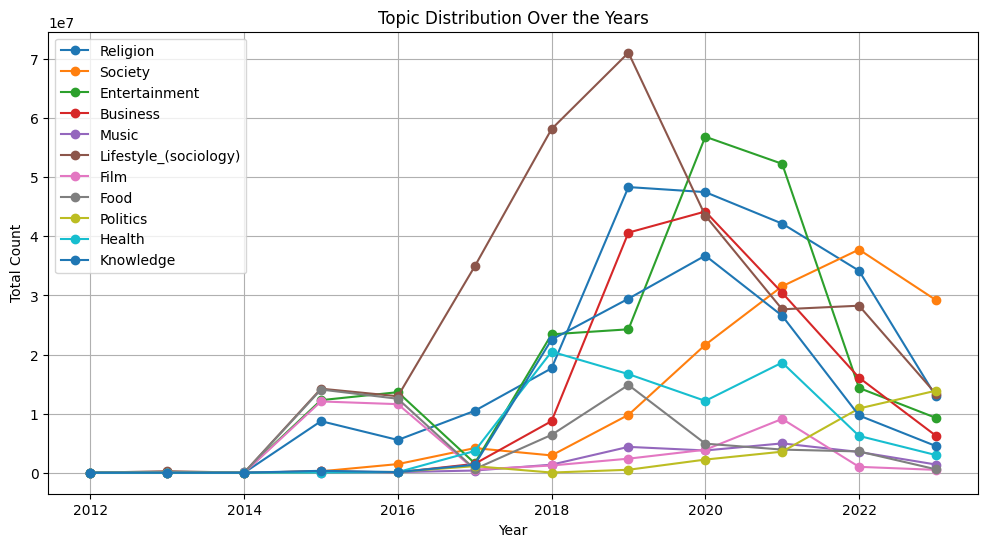 Topic Distribution Over the Years
1e7
Religion
Society
Entertainment
Business
Music
Lifestyle_(sociology)
Film
Food
Politics
Health
Knowledge
Total Count
7
6
5
4
3
2
1
0
2012 2014 2016 2018 2020 2022
Year